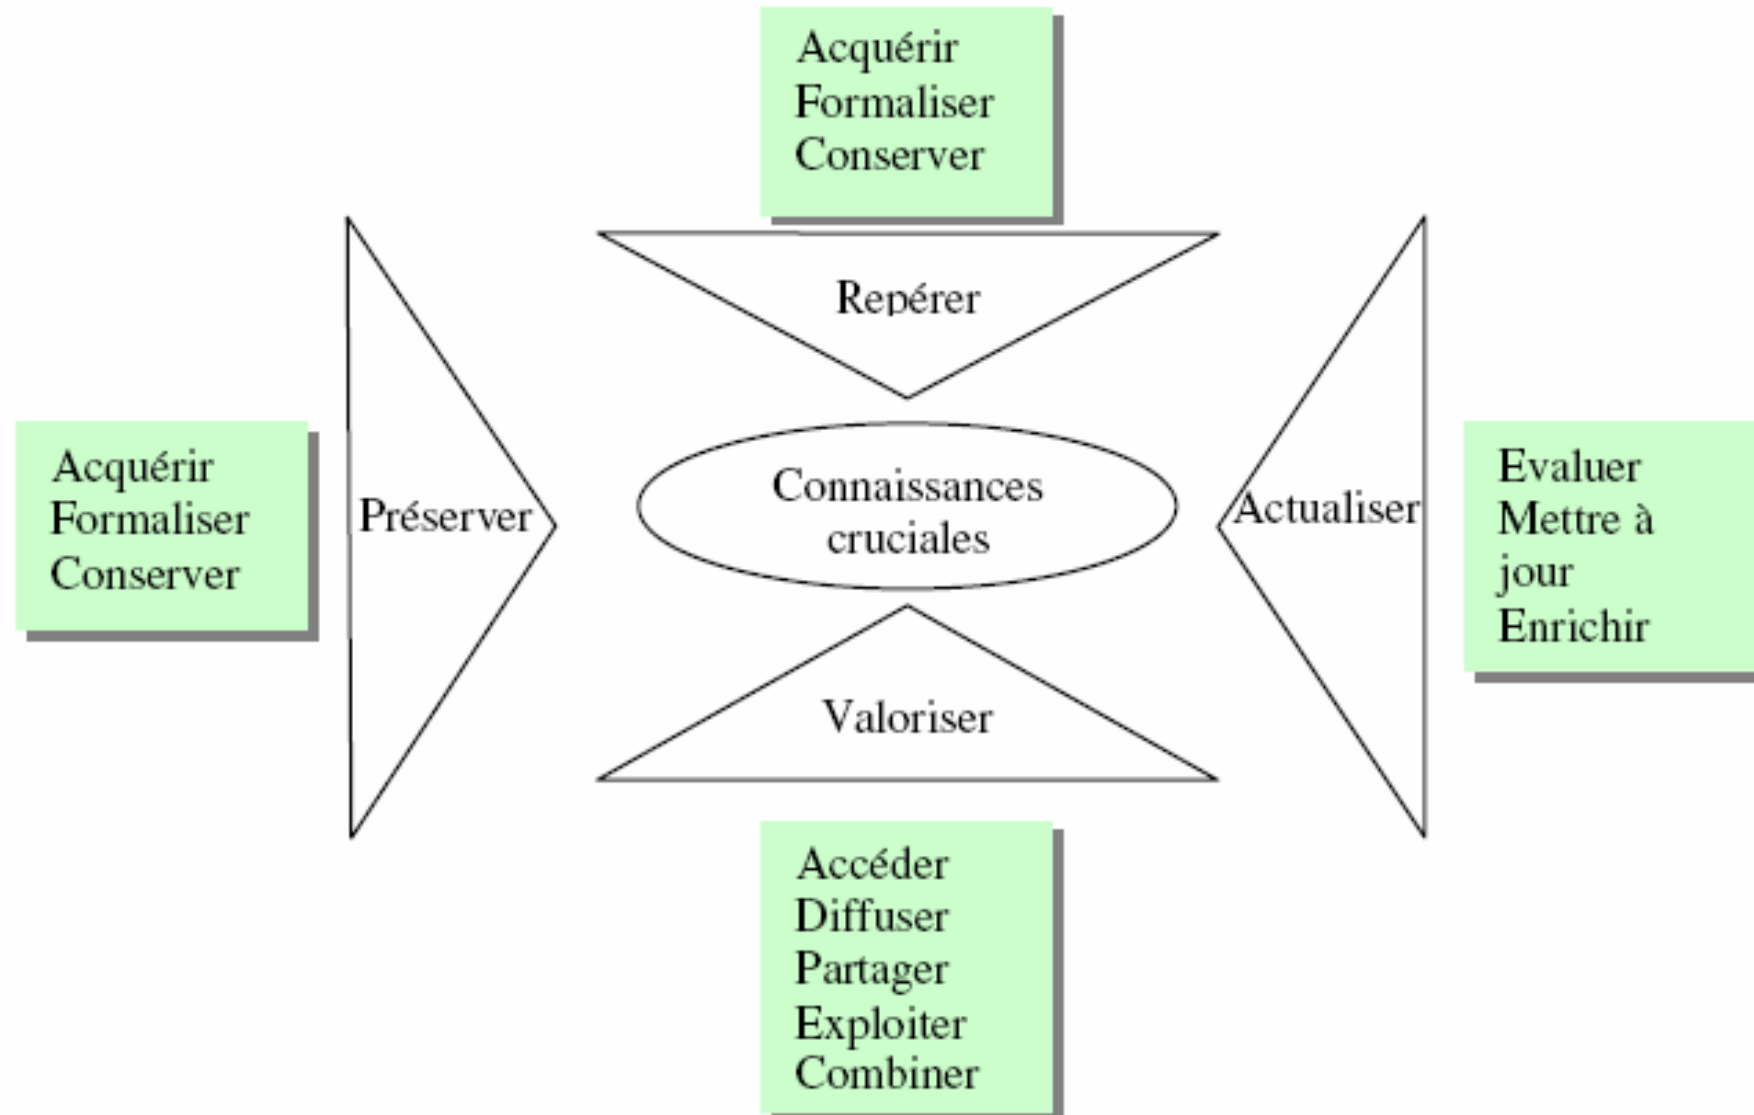 Acquérir
Formaliser
Conserver
Repérer
Acquérir
Formaliser
Conserver
Préserver
Connaissances
cruciales
Actualiser
Evaluer
Mettre à
jour
Enrichir
Valoriser
Accéder
Diffuser
Partager
Exploiter
Combiner